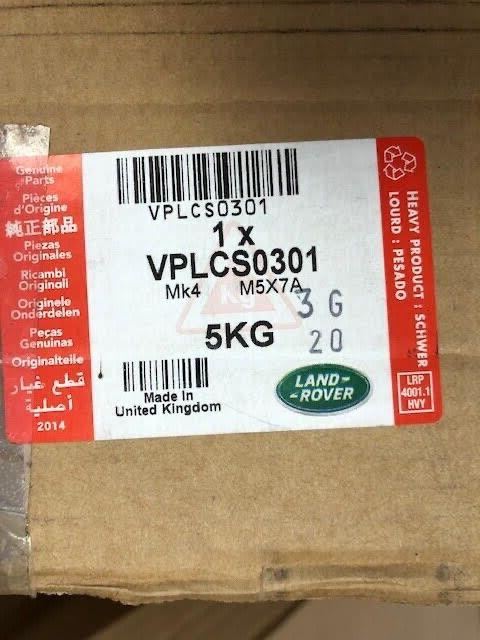 Genuine
Parts
Pièces
d'Origine
純正部品
Piezas
Originales
Ricambi
Originali
Originele
Onderdelen
Peças
Genuinas
Originalteile
قطع غيار
أصلية
2014
VPLCS0301
1 x
VPLCS0301
Mk4 M5X7A
Kg
3 G
5KG
20
Made In
United Kingdom
LAND-
-ROVER
HEAVY PRODUCT : SCHWER
LOURD : PESADO
LRP
4001.1
HVY